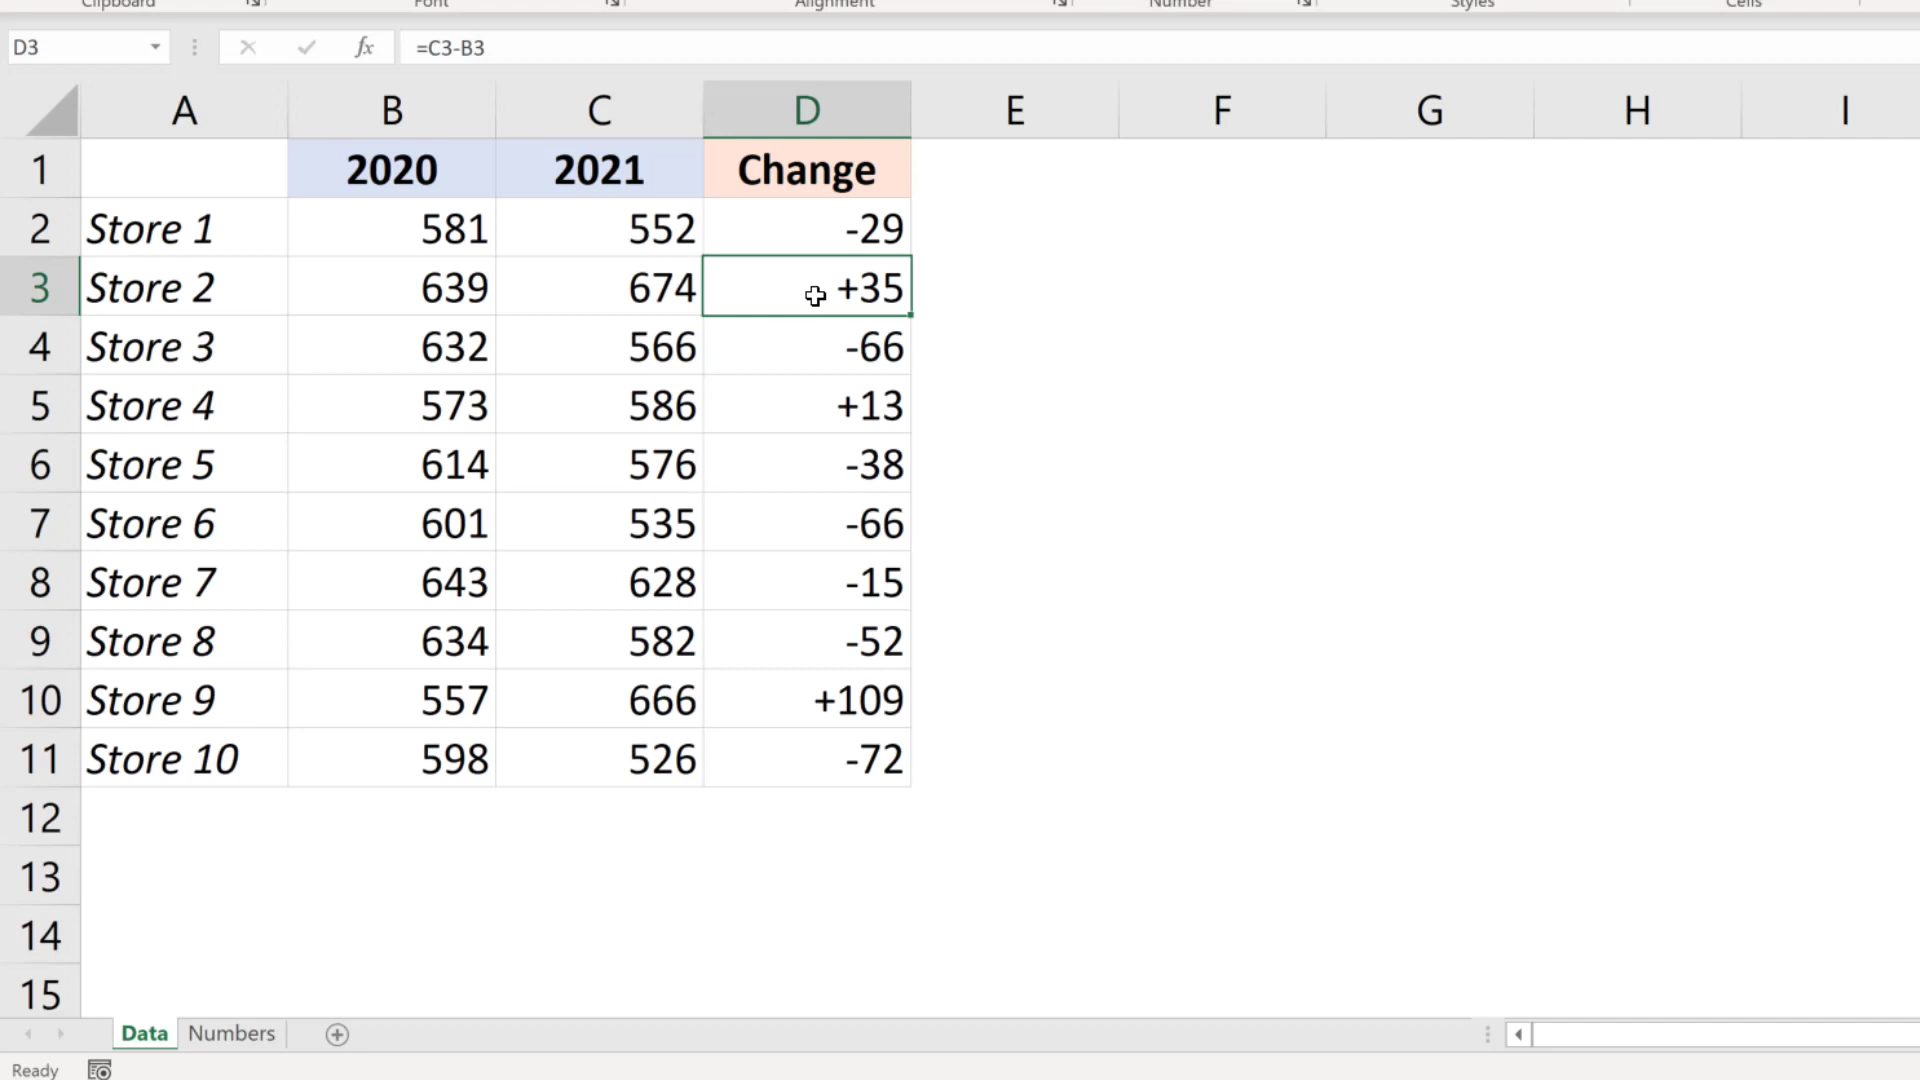 Clipboard Font Alignment Number Styles Cells
D3 fx =C3-B3
A B C D E F G H I
1 2020 2021 Change
2 Store 1 581 552 -29
3 Store 2 639 674 +35
4 Store 3 632 566 -66
5 Store 4 573 586 +13
6 Store 5 614 576 -38
7 Store 6 601 535 -66
8 Store 7 643 628 -15
9 Store 8 634 582 -52
10 Store 9 557 666 +109
11 Store 10 598 526 -72
12
13
14
15
Data Numbers
Ready